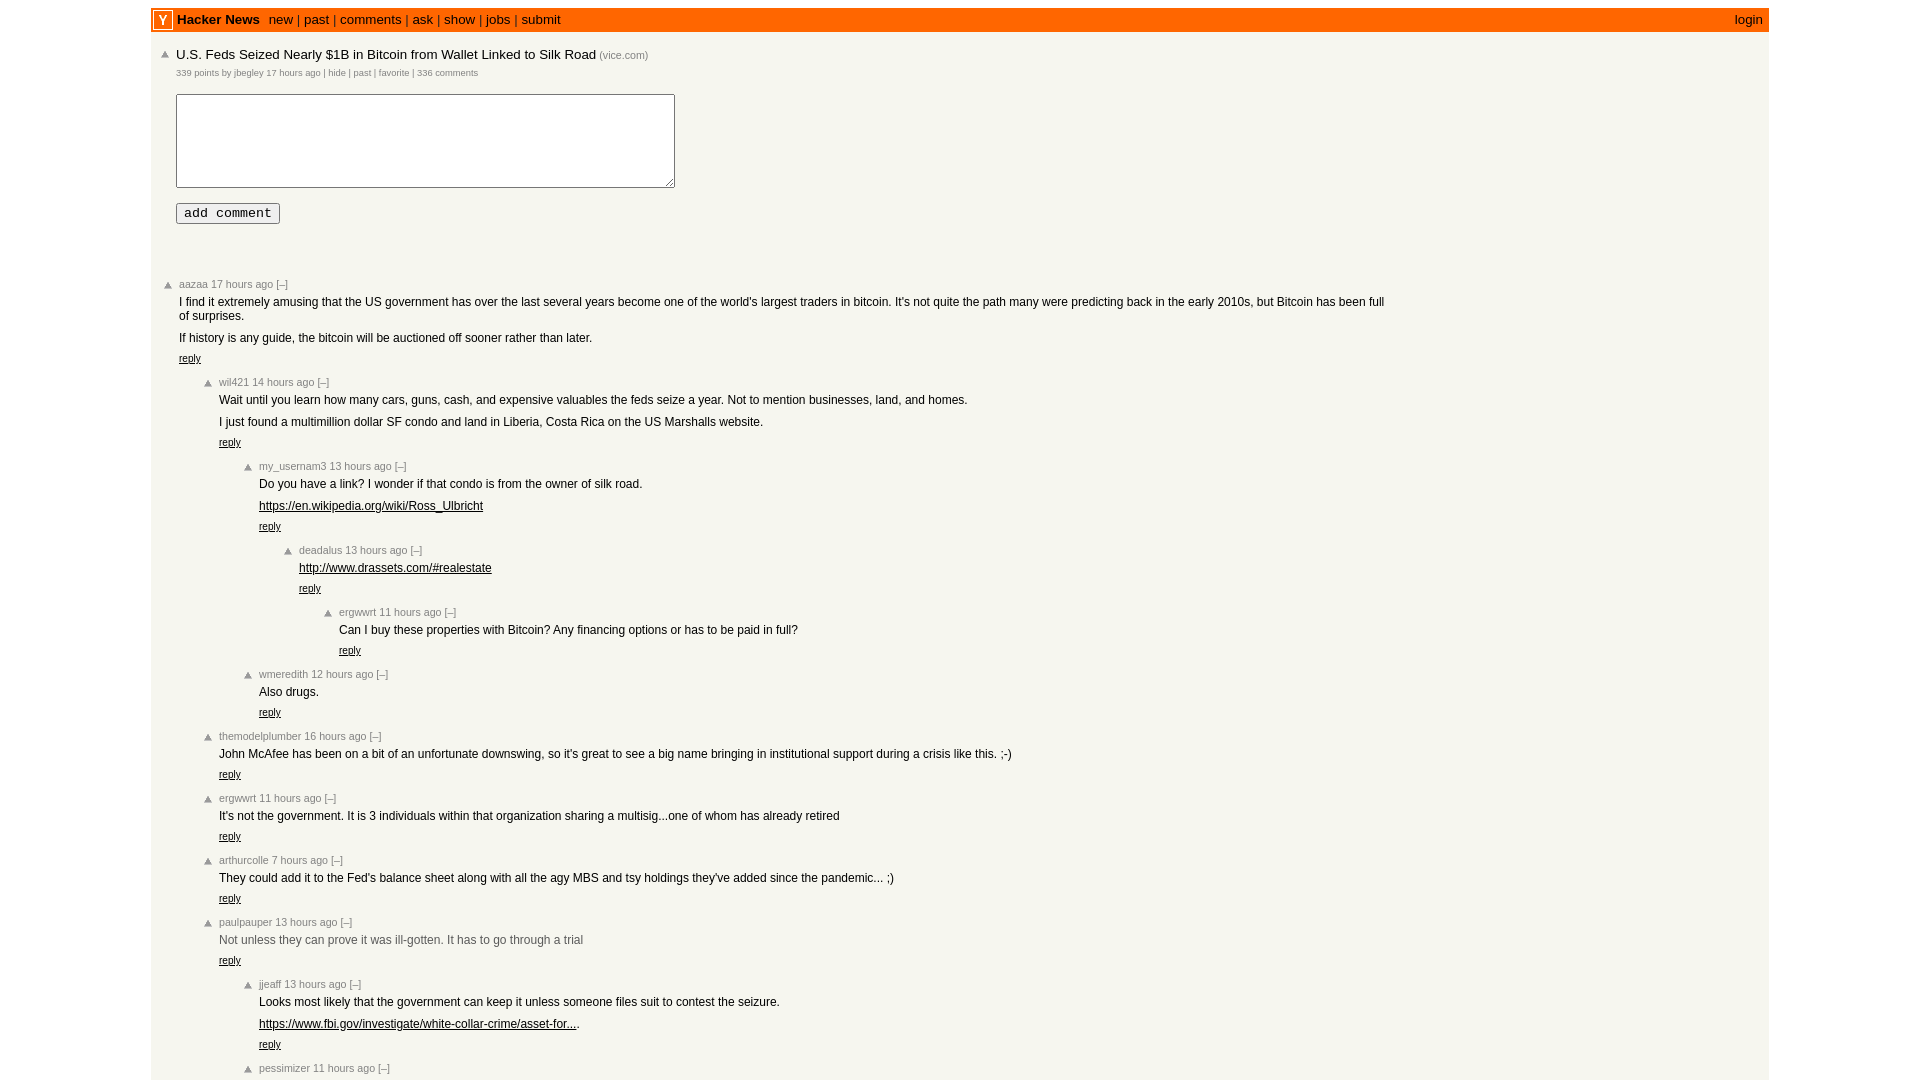 Y Hacker News new | past | comments | ask | show | jobs | submit login
U.S. Feds Seized Nearly $1B in Bitcoin from Wallet Linked to Silk Road (vice.com)
339 points by jbegley 17 hours ago | hide | past | favorite | 336 comments
add comment
aazaa 17 hours ago [–]
I find it extremely amusing that the US government has over the last several years become one of the world's largest traders in bitcoin. It's not quite the path many were predicting back in the early 2010s, but Bitcoin has been full
of surprises.
If history is any guide, the bitcoin will be auctioned off sooner rather than later.
reply
wil421 14 hours ago [–]
Wait until you learn how many cars, guns, cash, and expensive valuables the feds seize a year. Not to mention businesses, land, and homes.
I just found a multimillion dollar SF condo and land in Liberia, Costa Rica on the US Marshalls website.
reply
my_usernam3 13 hours ago [–]
Do you have a link? I wonder if that condo is from the owner of silk road.
https://en.wikipedia.org/wiki/Ross_Ulbricht
reply
deadalus 13 hours ago [–]
http://www.drassets.com/#realestate
reply
ergwwrt 11 hours ago [–]
Can I buy these properties with Bitcoin? Any financing options or has to be paid in full?
reply
wmeredith 12 hours ago [–]
Also drugs.
reply
themodelplumber 16 hours ago [–]
John McAfee has been on a bit of an unfortunate downswing, so it's great to see a big name bringing in institutional support during a crisis like this. ;-)
reply
ergwwrt 11 hours ago [–]
It's not the government. It is 3 individuals within that organization sharing a multisig...one of whom has already retired
reply
arthurcolle 7 hours ago [–]
They could add it to the Fed's balance sheet along with all the agy MBS and tsy holdings they've added since the pandemic... ;)
reply
paulpauper 13 hours ago [–]
Not unless they can prove it was ill-gotten. It has to go through a trial
reply
jjeaff 13 hours ago [–]
Looks most likely that the government can keep it unless someone files suit to contest the seizure.
https://www.fbi.gov/investigate/white-collar-crime/asset-for....
reply
pessimizer 11 hours ago [–]